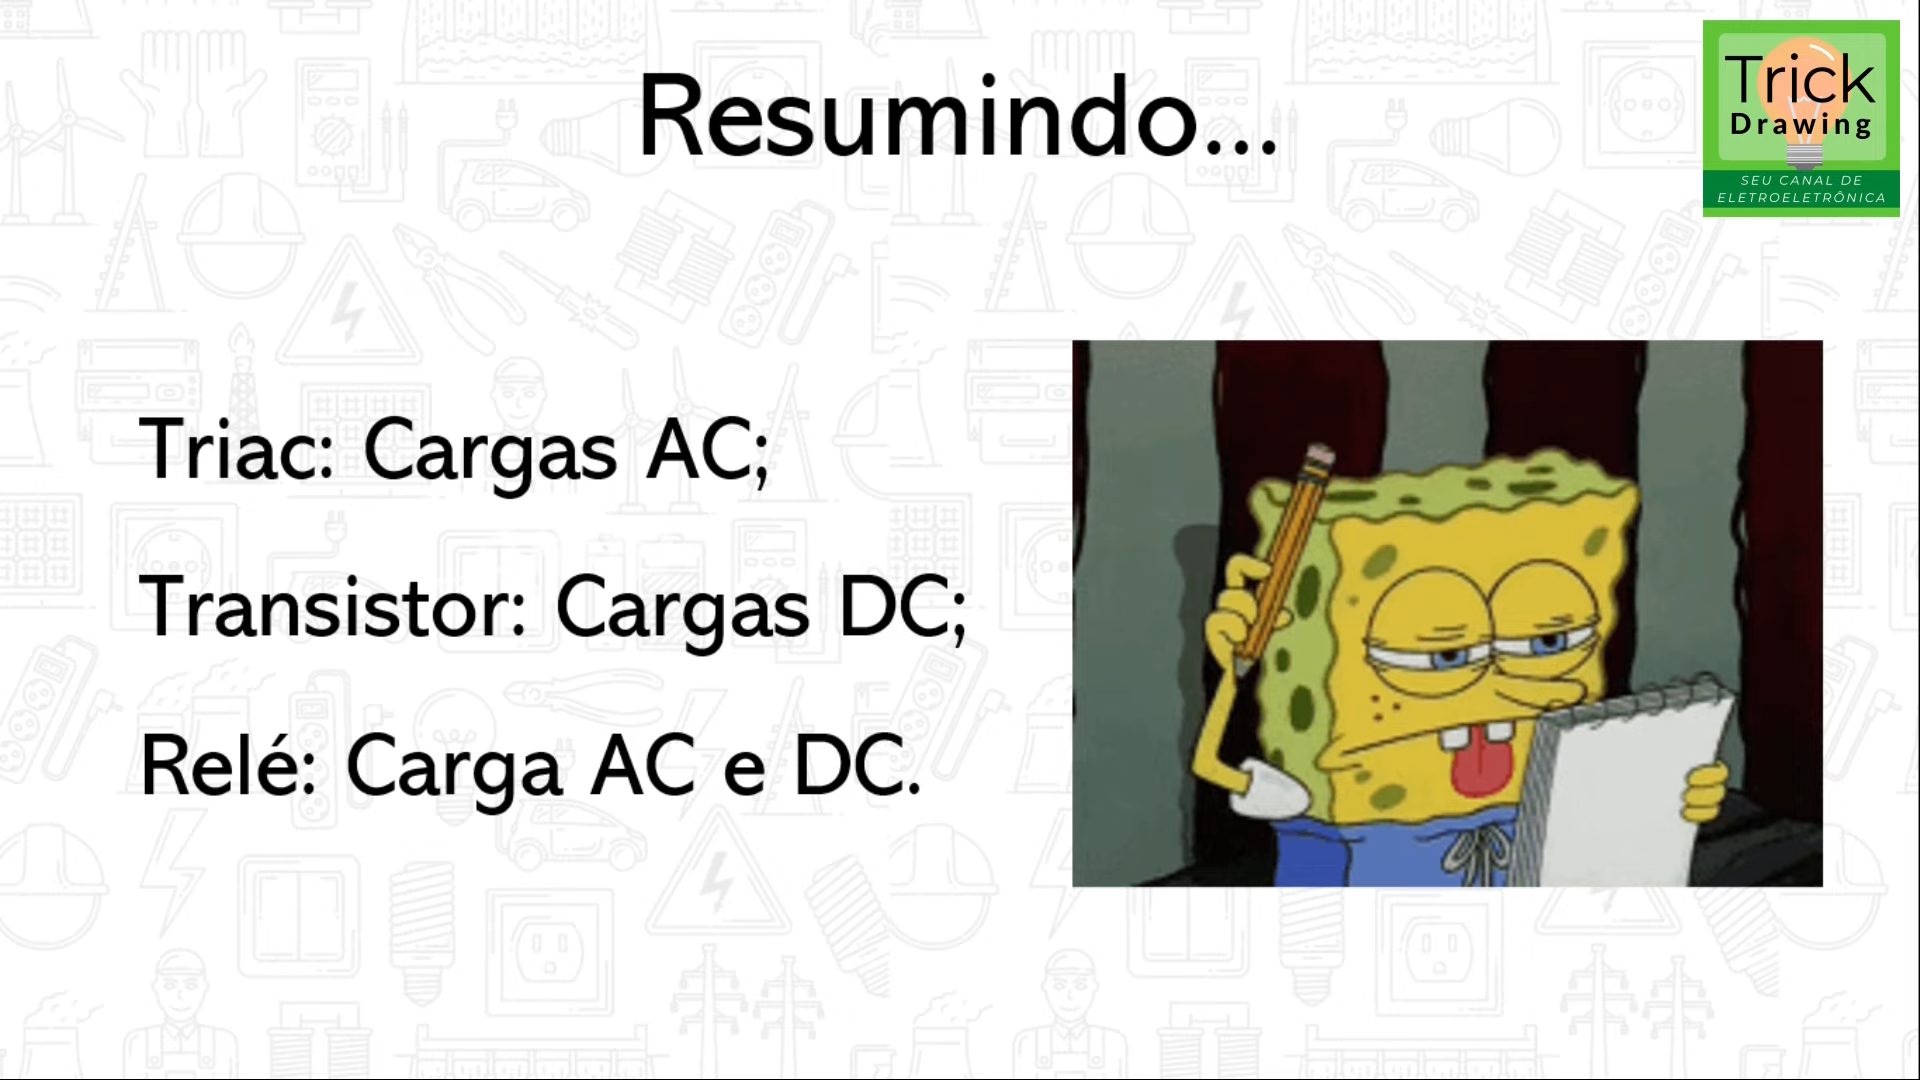 Resumindo...
Trick
Drawing
SEU CANAL DE
ELETROELETRÔNICA
Triac: Cargas AC;
Transistor: Cargas DC;
Relé: Carga AC e DC.